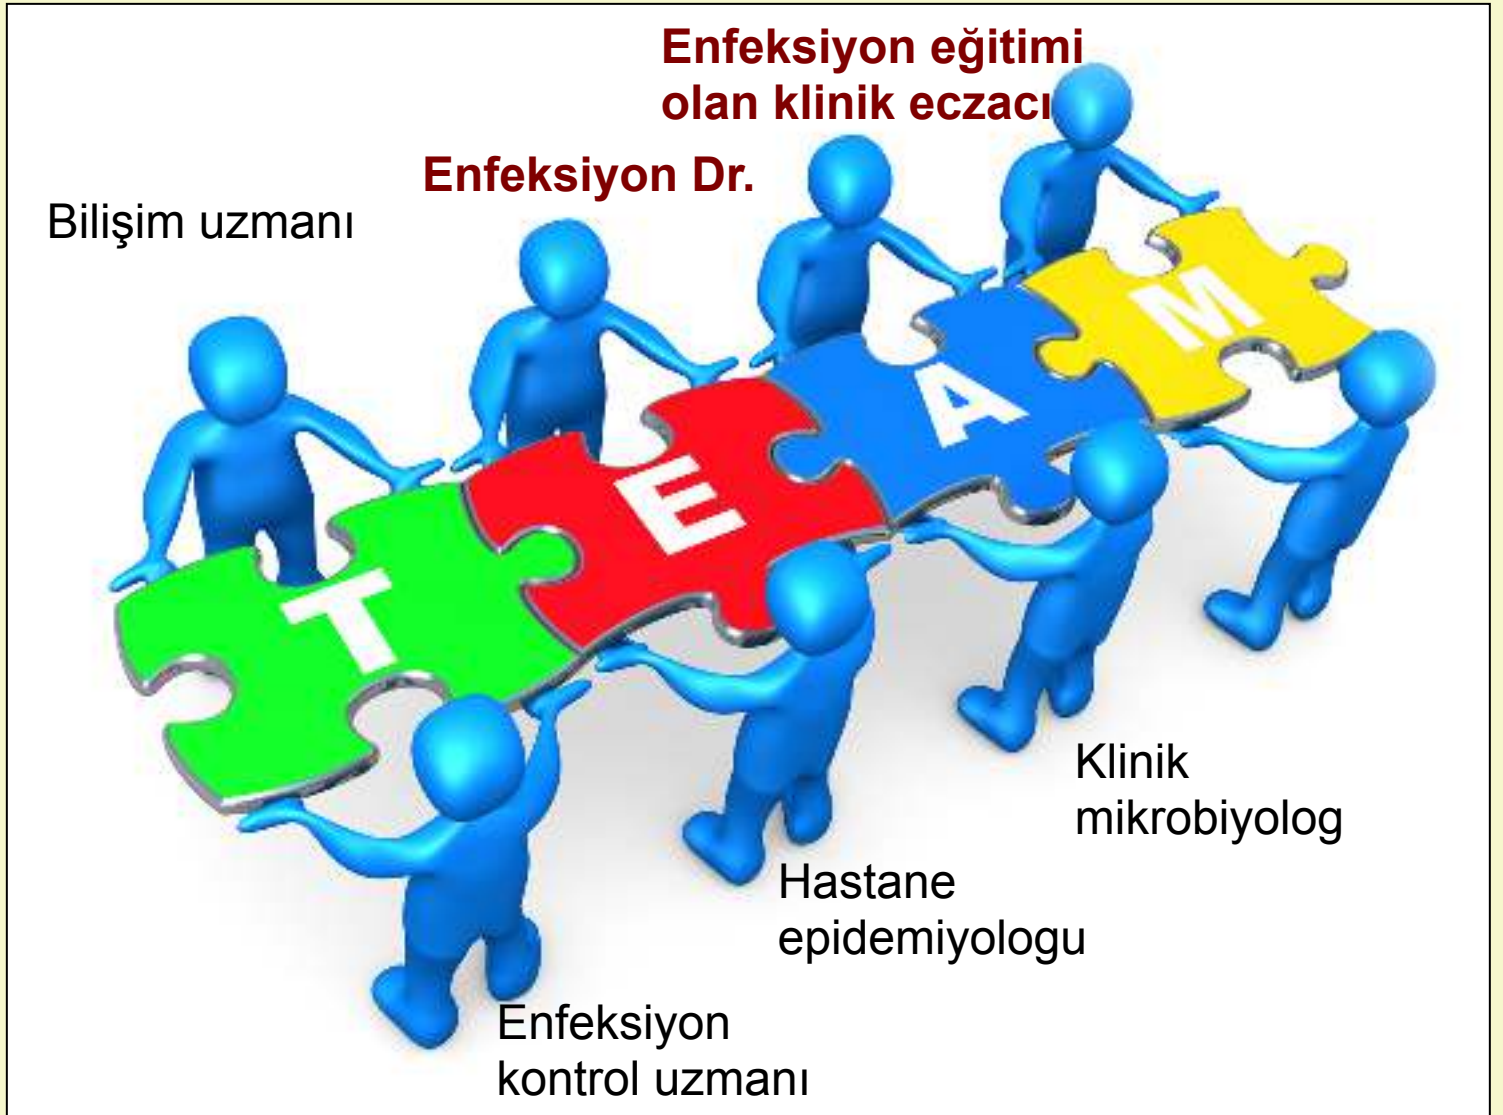 Enfeksiyon eğitimi
olan klinik eczacı
Enfeksiyon Dr.
Bilişim uzmanı
T E A M
Klinik
mikrobiyolog
Hastane
epidemiyologu
Enfeksiyon
kontrol uzmanı